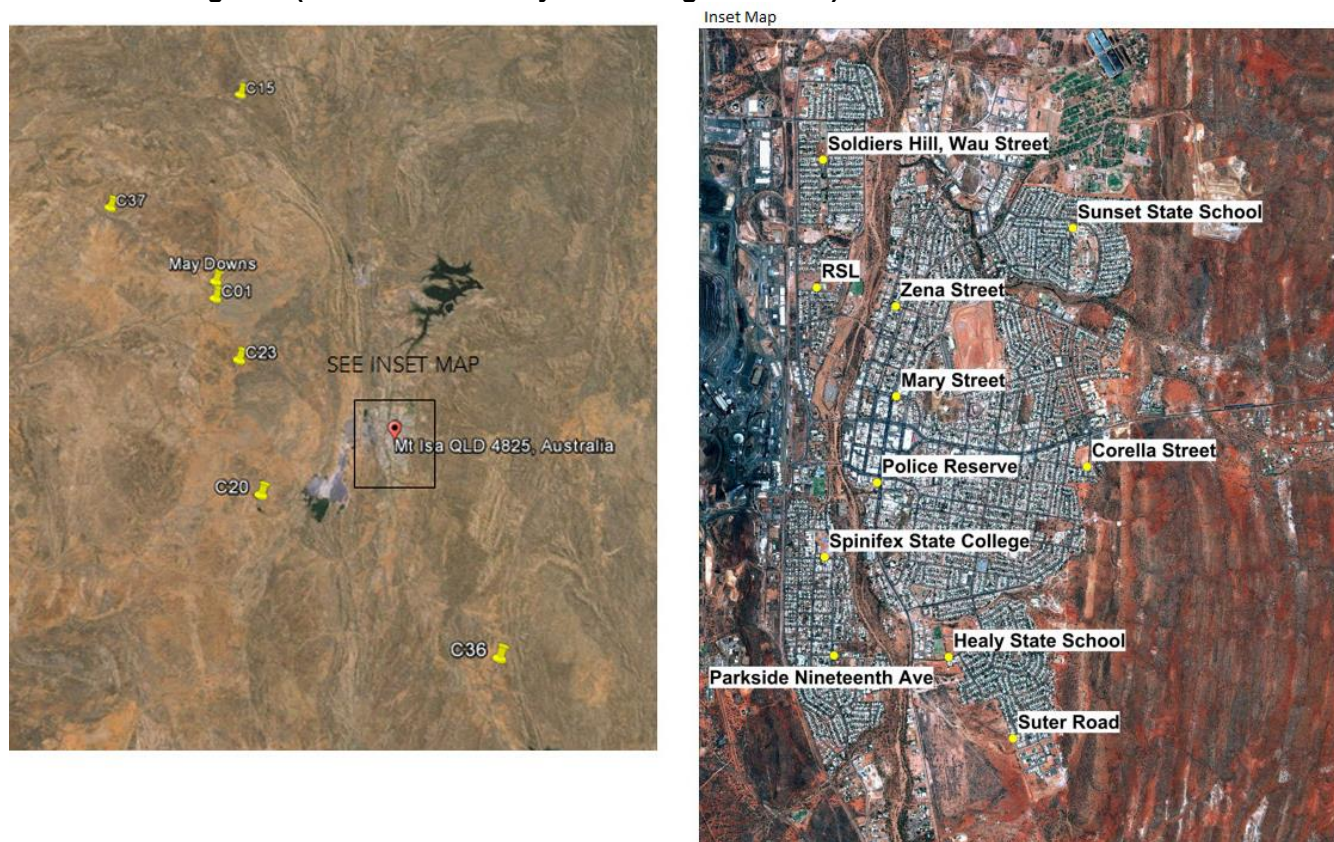 Inset Map
C15
C37
May Downs
C01
C23
SEE INSET MAP
Mt Isa QLD 4825, Australia
C20
C36
Soldiers Hill, Wau Street
Sunset State School
RSL
Zena Street
Mary Street
Corella Street
Police Reserve
Spinifex State College
Healy State School
Parkside Nineteenth Ave
Suter Road